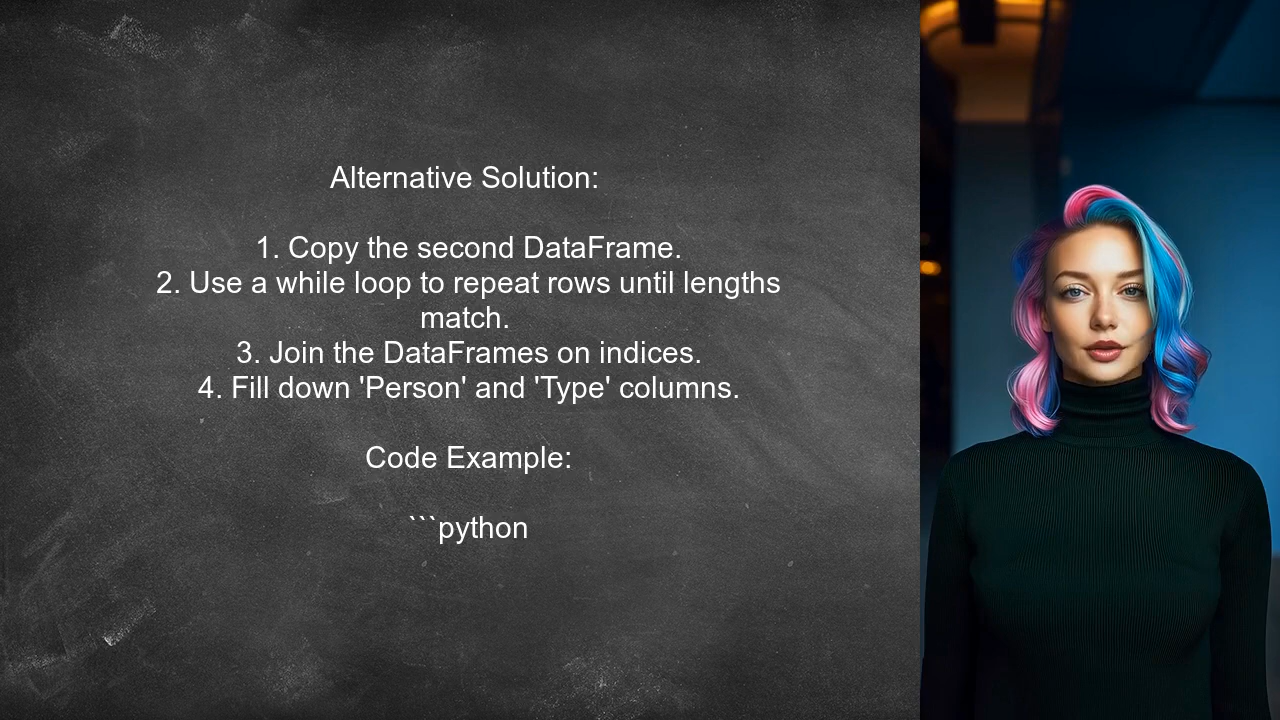 Alternative Solution:
1. Copy the second DataFrame.
2. Use a while loop to repeat rows until lengths
match.
3. Join the DataFrames on indices.
4. Fill down 'Person' and 'Type' columns.
Code Example:
```python